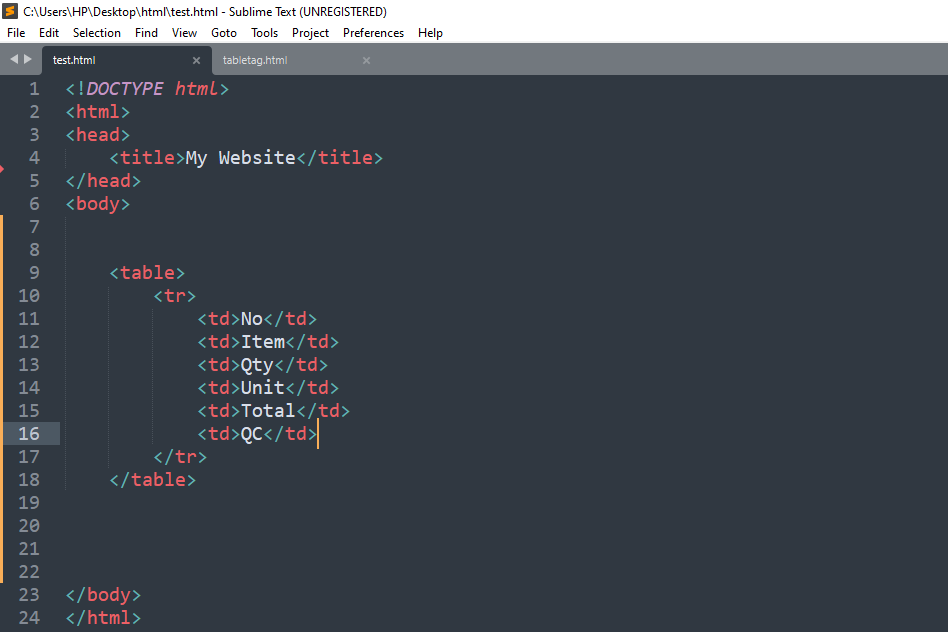 C:\Users\HP\Desktop\html\test.html - Sublime Text (UNREGISTERED)
File Edit Selection Find View Goto Tools Project Preferences Help
test.html × tabletag.html ×
1 <!DOCTYPE html>
2 <html>
3 <head>
4 <title>My Website</title>
5 </head>
6 <body>
7
8
9 <table>
10 <tr>
11 <td>No</td>
12 <td>Item</td>
13 <td>Qty</td>
14 <td>Unit</td>
15 <td>Total</td>
16 <td>QC</td>
17 </tr>
18 </table>
19
20
21
22
23 </body>
24 </html>